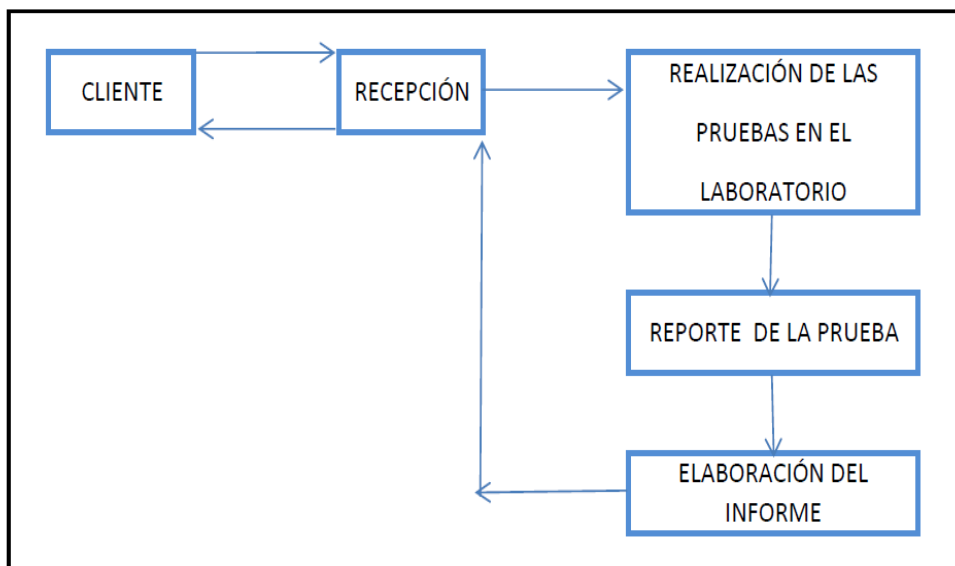 CLIENTE
RECEPCIÓN
REALIZACIÓN DE LAS
PRUEBAS EN EL
LABORATORIO
REPORTE DE LA PRUEBA
ELABORACIÓN DEL
INFORME